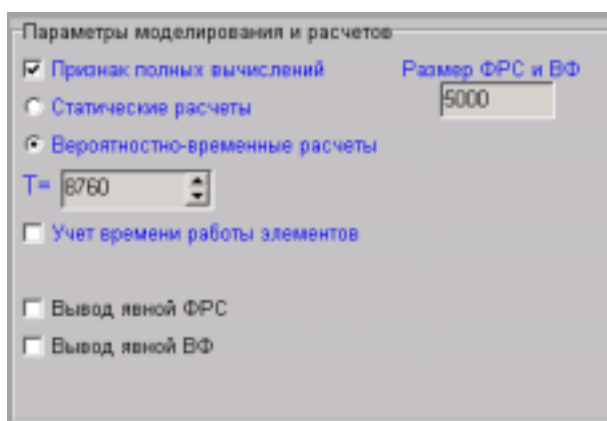 Параметры моделирования и расчетов
Признак полных вычислений
Размер ФРС и ВФ
5000
Статические расчеты
Вероятностно-временные расчеты
T= 8760
Учет времени работы элементов
Вывод явной ФРС
Вывод явной ВФ